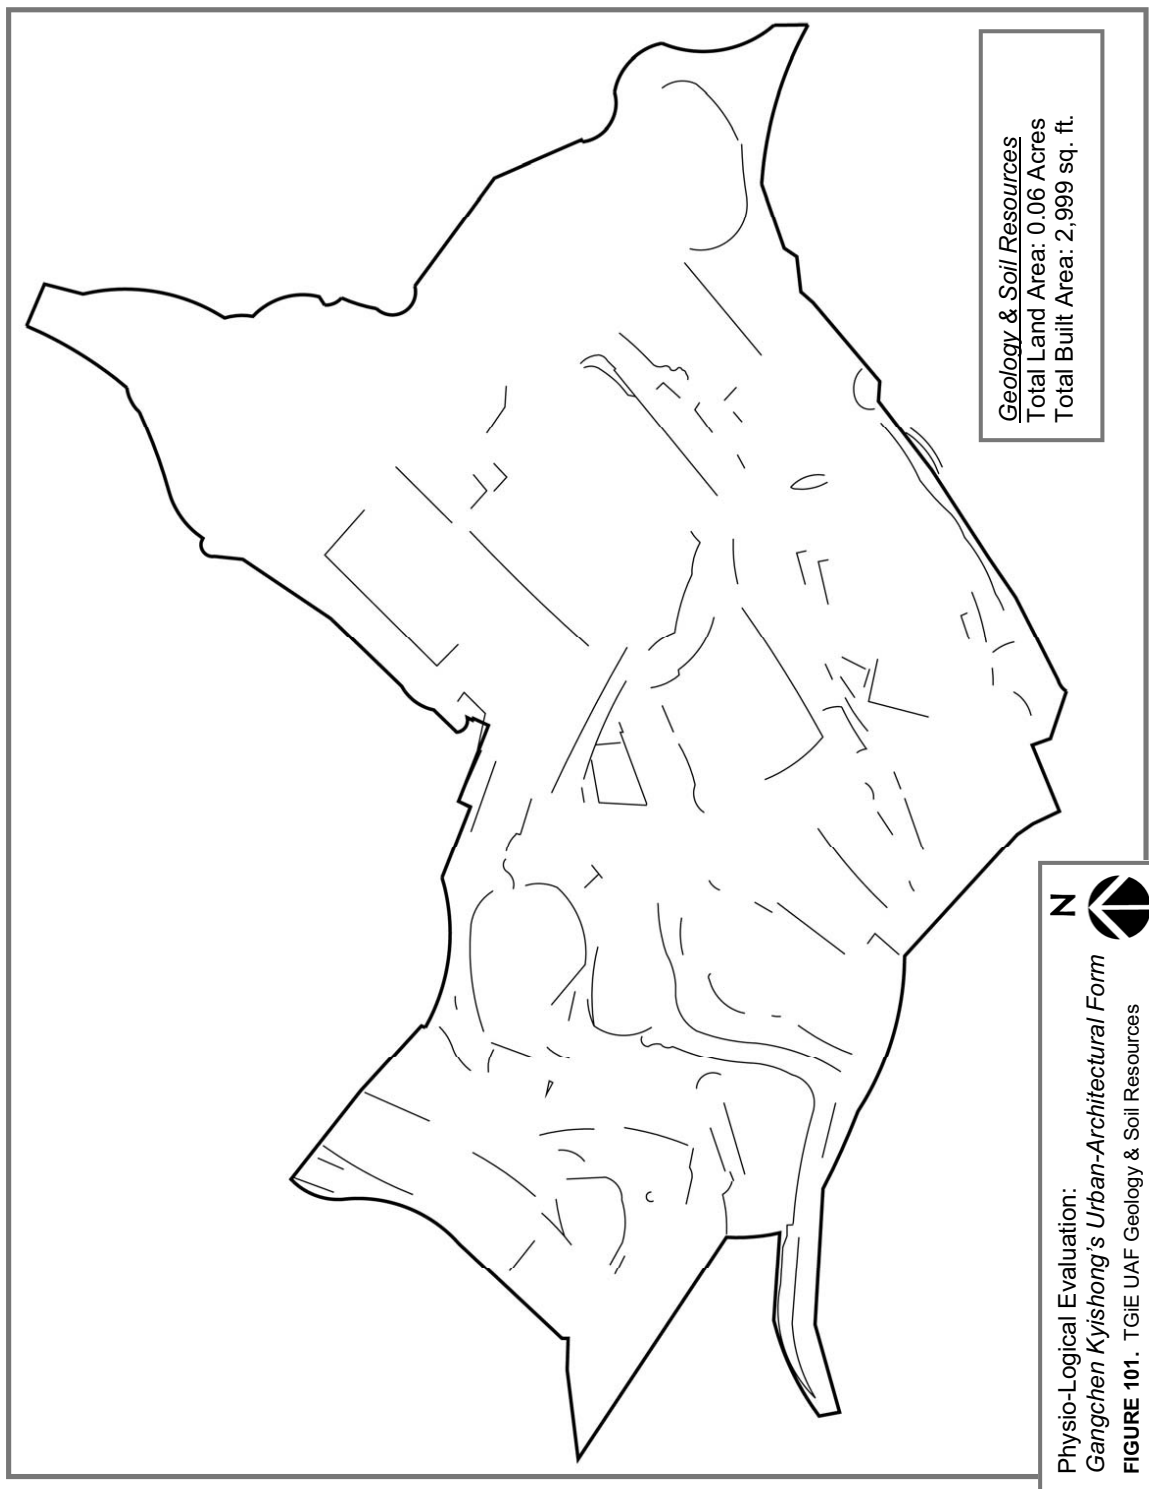 Geology & Soil Resources
Total Land Area: 0.06 Acres
Total Built Area: 2,999 sq. ft.
N
Physio-Logical Evaluation:
Gangchen Kyishong's Urban-Architectural Form
FIGURE 101. TGiE UAF Geology & Soil Resources